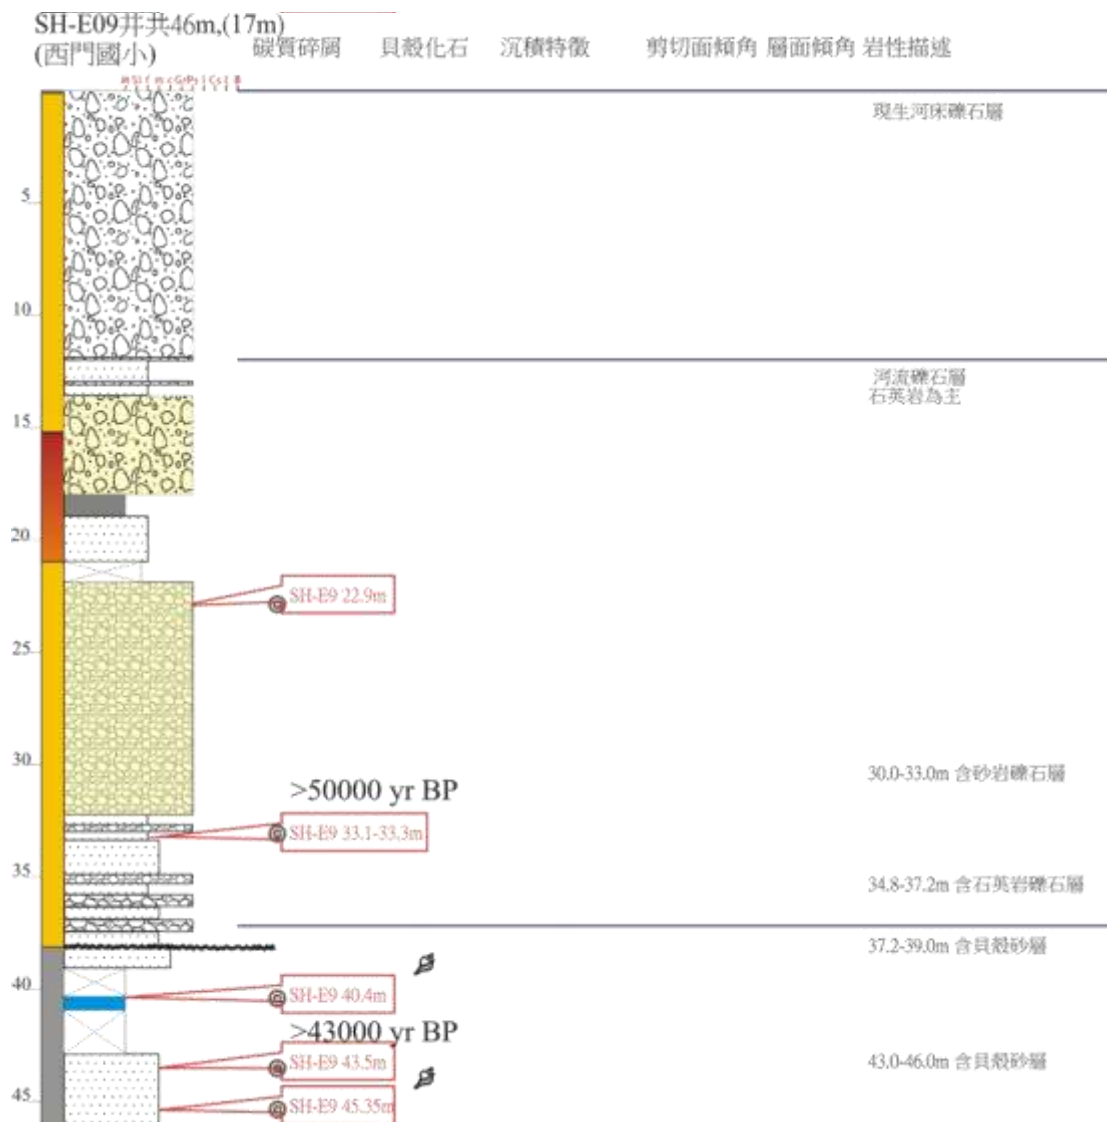 SH-E09井共46m,(17m)
(西門國小)
碳質碎屑 貝殼化石 沉積特徵 剪切面傾角 層面傾角 岩性描述
現生河床礫石層
5
10
河流礫石層
石英岩為主
15
20
SH-E9 22.9m
25
30
30.0-33.0m 含砂岩礫石層
>50000 yr BP
SH-E9 33.1-33.3m
35
34.8-37.2m 含石英岩礫石層
37.2-39.0m 含貝殼砂層
40
SH-E9 40.4m
>43000 yr BP
SH-E9 43.5m
43.0-46.0m 含貝殼砂層
45
SH-E9 45.35m